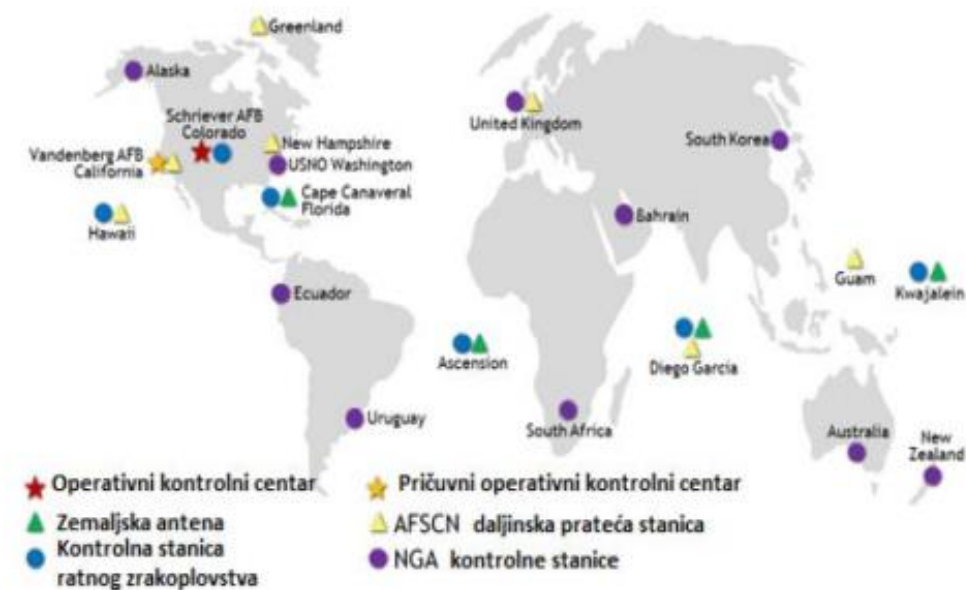 Greenland
Alaska
Schriever AFB
Colorado
New Hampshire
Vandenberg AFB
California
USNO Washington
Cape Canaveral
Florida
Hawaii
United Kingdom
South Korea
Bahrain
Guam
Kwajalein
Ecuador
Ascension
Diego Garcia
Uruguay
South Africa
Australia
New
Zealand
Operativni kontrolni centar
Zemaljska antena
Kontrolna stanica
ratnog zrakoplovstva
Pričuvni operativni kontrolni centar
AFSCN daljinska prateća stanica
NGA kontrolne stanice